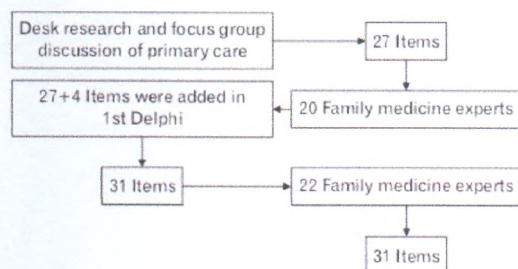 Desk research and focus group
discussion of primary care
27 Items
20 Family medicine experts
27+4 Items were added in
1st Delphi
31 Items
22 Family medicine experts
31 Items